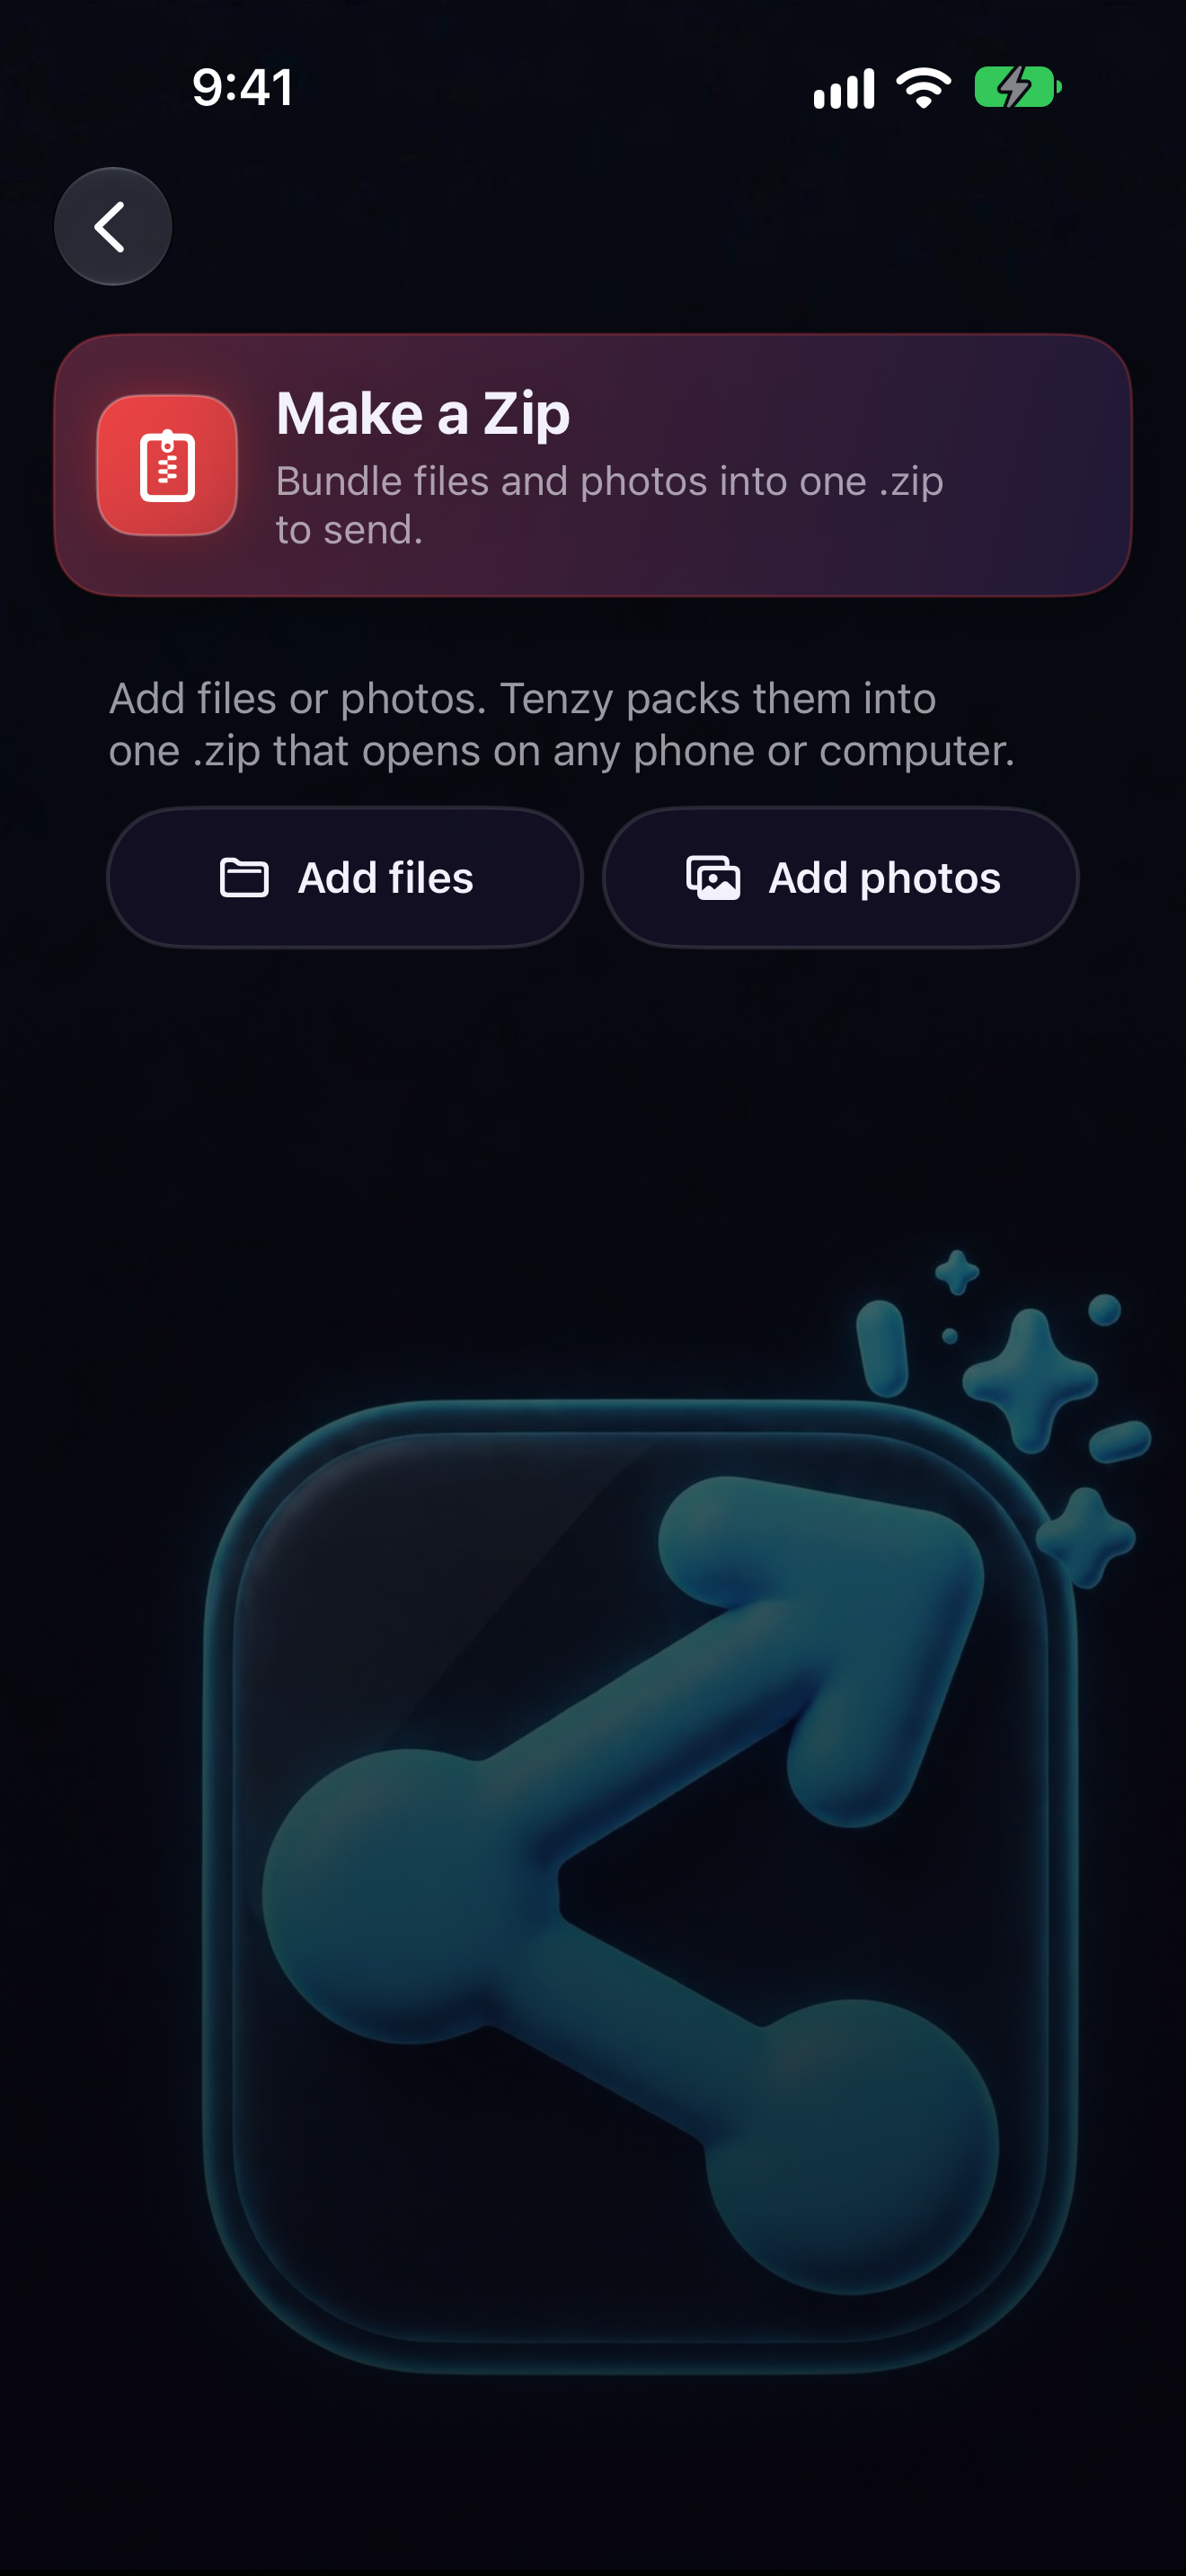 9:41
Make a Zip
Bundle files and photos into one .zip
to send.
Add files or photos. Tenzy packs them into
one .zip that opens on any phone or computer.
Add files
Add photos